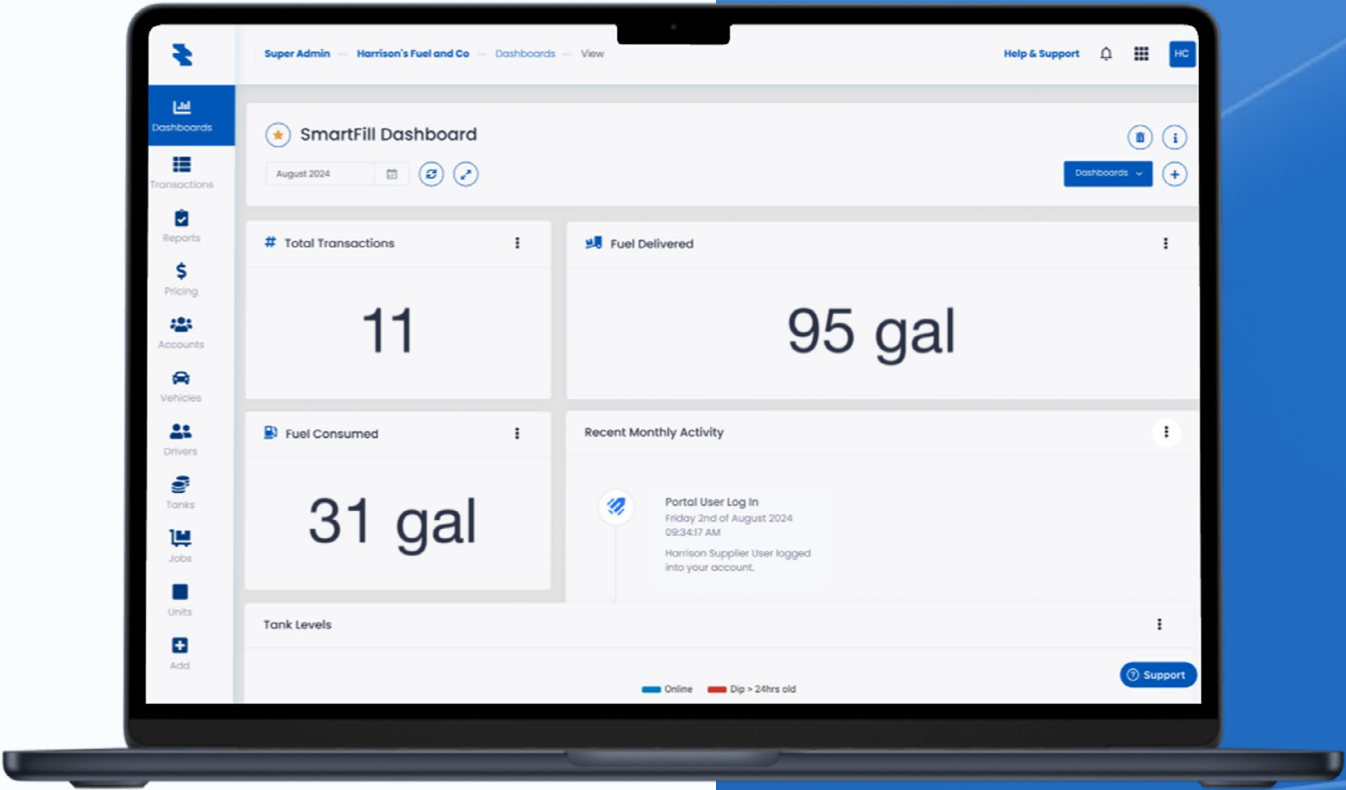 Super Admin — Harrison's Fuel and Co — Dashboards — View
Help & Support
HC
Dashboards
Transactions
Reports
Pricing
Accounts
Vehicles
Drivers
Tanks
Jobs
Units
Add
SmartFill Dashboard
August 2024
Dashboards
# Total Transactions
11
Fuel Delivered
95 gal
Fuel Consumed
31 gal
Recent Monthly Activity
Portal User Log In
Friday 2nd of August 2024
09:34:17 AM
Harrison Supplier User logged
into your account.
Tank Levels
Online
Dip > 24hrs old
Support